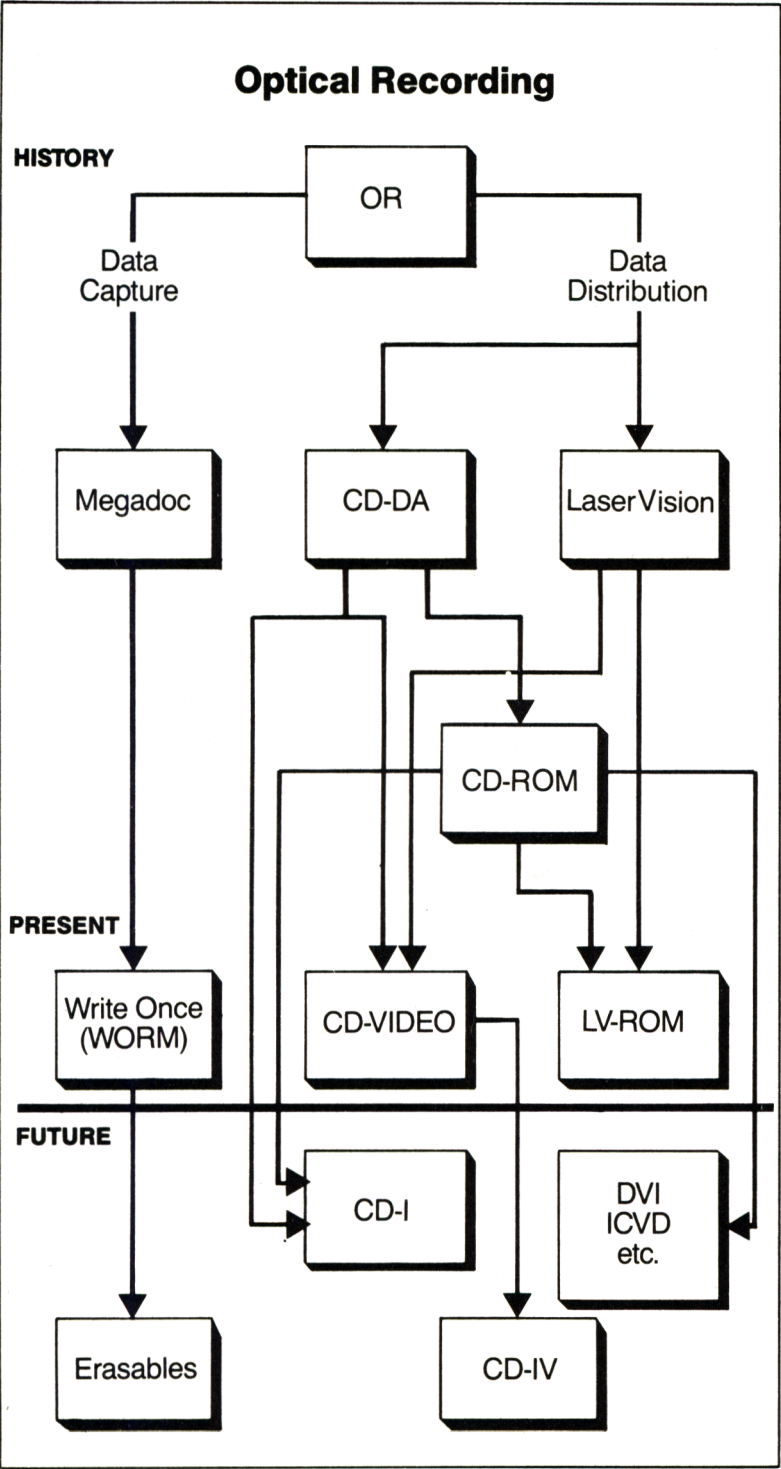 Optical Recording
HISTORY
OR
Data
Capture
Data
Distribution
Megadoc
CD-DA
LaserVision
CD-ROM
PRESENT
Write Once
(WORM)
CD-VIDEO
LV-ROM
FUTURE
CD-I
DVI
ICVD
etc.
Erasables
CD-IV